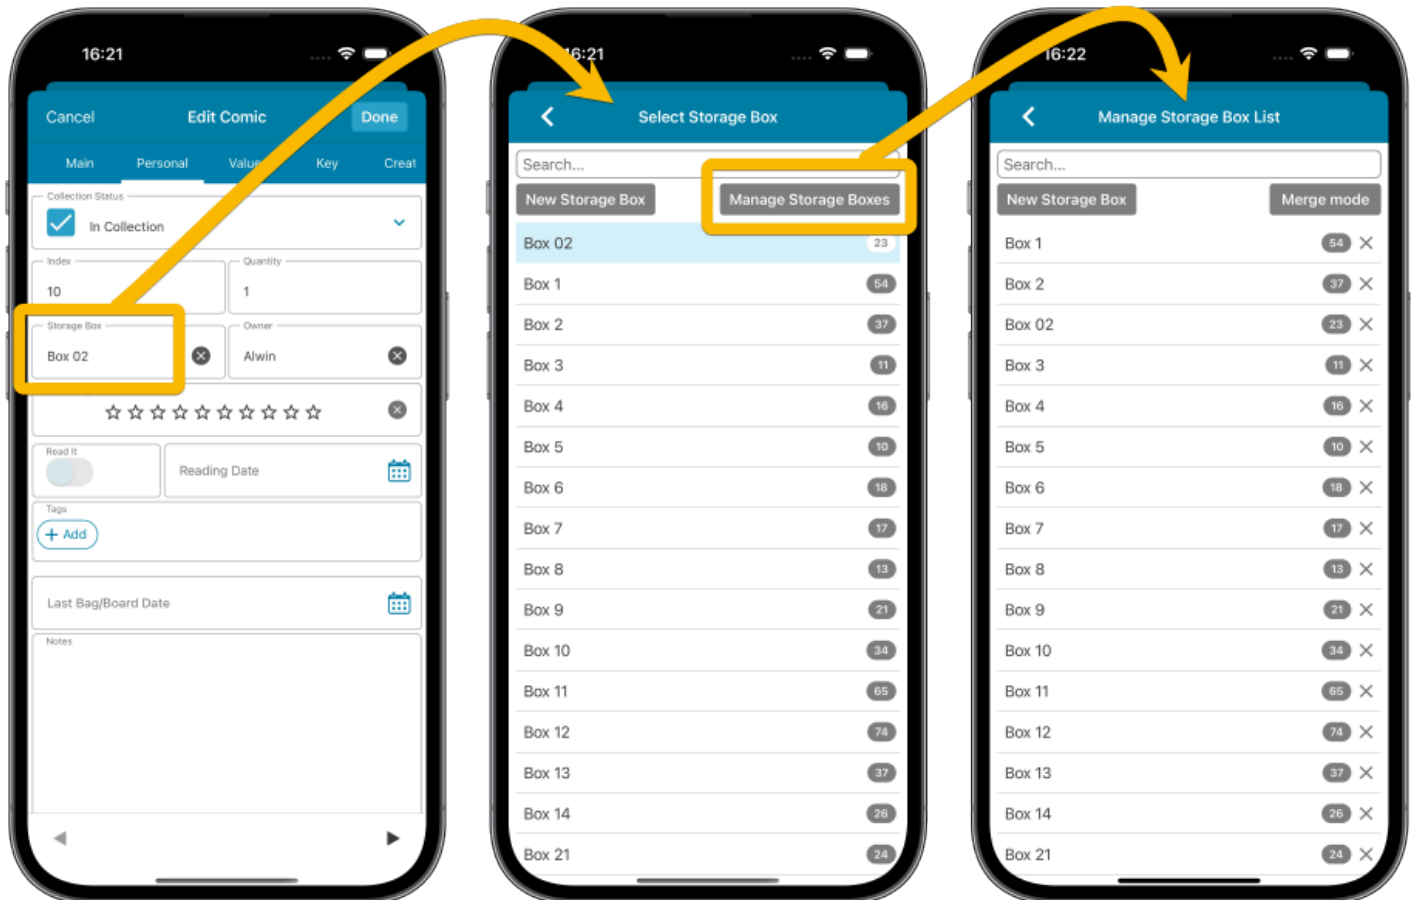 16:21
Cancel Edit Comic Done
Main Personal Value Key Creat
Collection Status
In Collection
Index Quantity
10 1
Storage Box Owner
Box 02 Alwin
Read It
Reading Date
Tags
+ Add
Last Bag/Board Date
Notes
16:21
Select Storage Box
Search...
New Storage Box Manage Storage Boxes
Box 02 23
Box 1 54
Box 2 37
Box 3 11
Box 4 16
Box 5 10
Box 6 18
Box 7 17
Box 8 13
Box 9 21
Box 10 34
Box 11 65
Box 12 74
Box 13 37
Box 14 26
Box 21 24
16:22
Manage Storage Box List
Search...
New Storage Box Merge mode
Box 1 54
Box 2 37
Box 02 23
Box 3 11
Box 4 16
Box 5 10
Box 6 18
Box 7 17
Box 8 13
Box 9 21
Box 10 34
Box 11 65
Box 12 74
Box 13 37
Box 14 26
Box 21 24